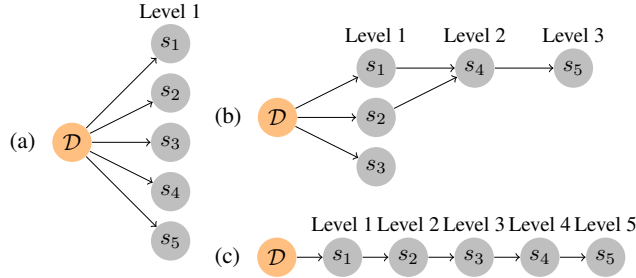 (a)
Level 1
𝒟
s₁
s₂
s₃
s₄
s₅
(b)
Level 1 Level 2 Level 3
𝒟
s₁ s₄ s₅
s₂
s₃
(c)
Level 1 Level 2 Level 3 Level 4 Level 5
𝒟 s₁ s₂ s₃ s₄ s₅